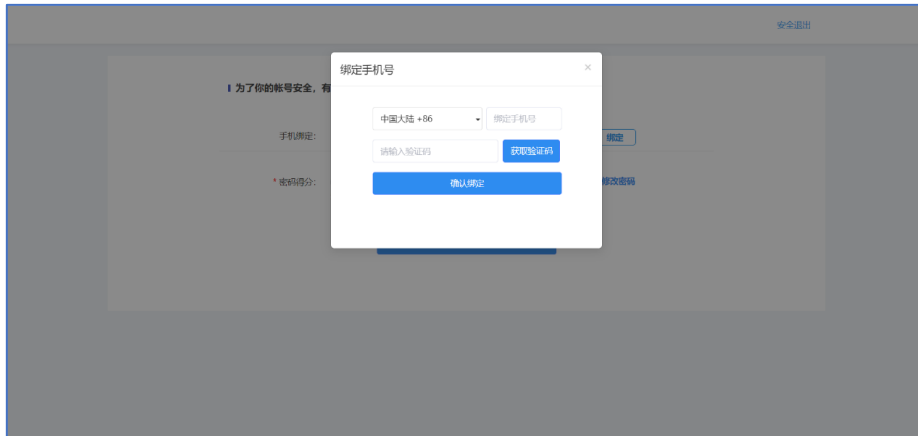 安全退出
绑定手机号
×
为了你的帐号安全，有
中国大陆 +86 绑定手机号
手机绑定： 绑定
请输入验证码 获取验证码
* 密码得分： 确认绑定 修改密码